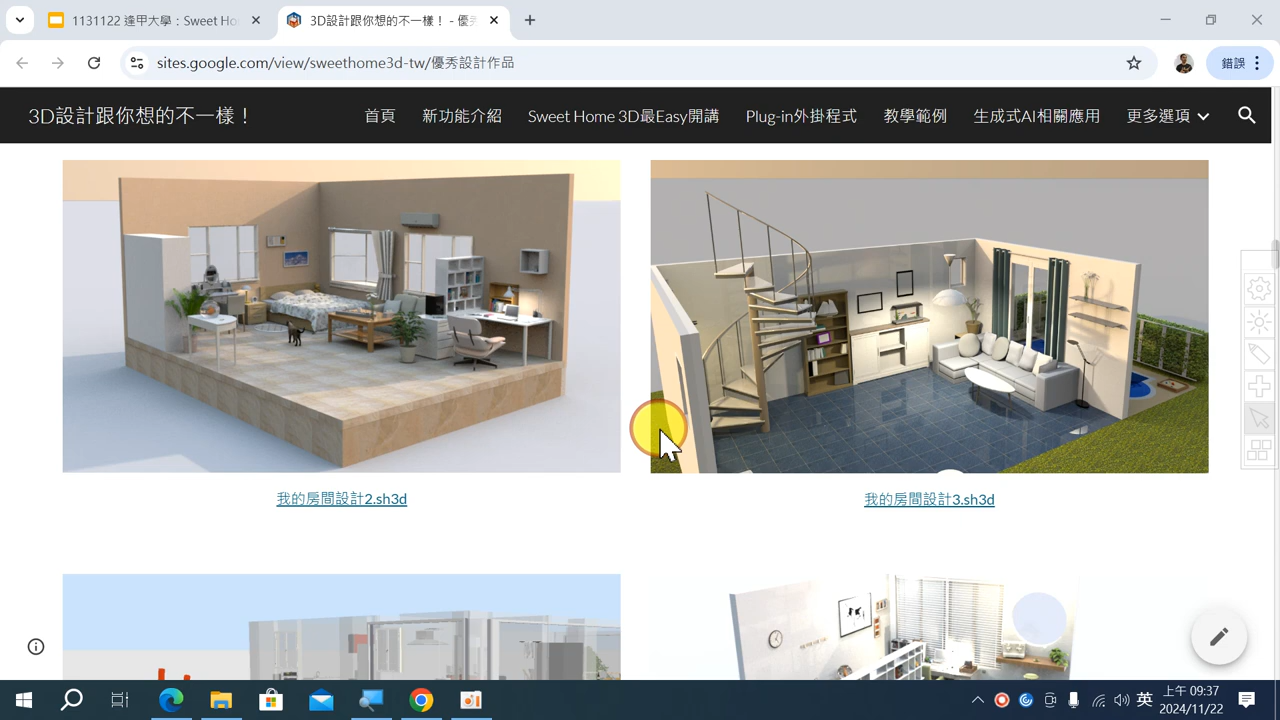 1131122 逢甲大學：Sweet Ho
3D設計跟你想的不一樣！ - 優秀
sites.google.com/view/sweethome3d-tw/優秀設計作品
錯誤
3D設計跟你想的不一樣！
首頁
新功能介紹
Sweet Home 3D最Easy開講
Plug-in外掛程式
教學範例
生成式AI相關應用
更多選項
我的房間設計2.sh3d
我的房間設計3.sh3d
英
上午 09:37
2024/11/22